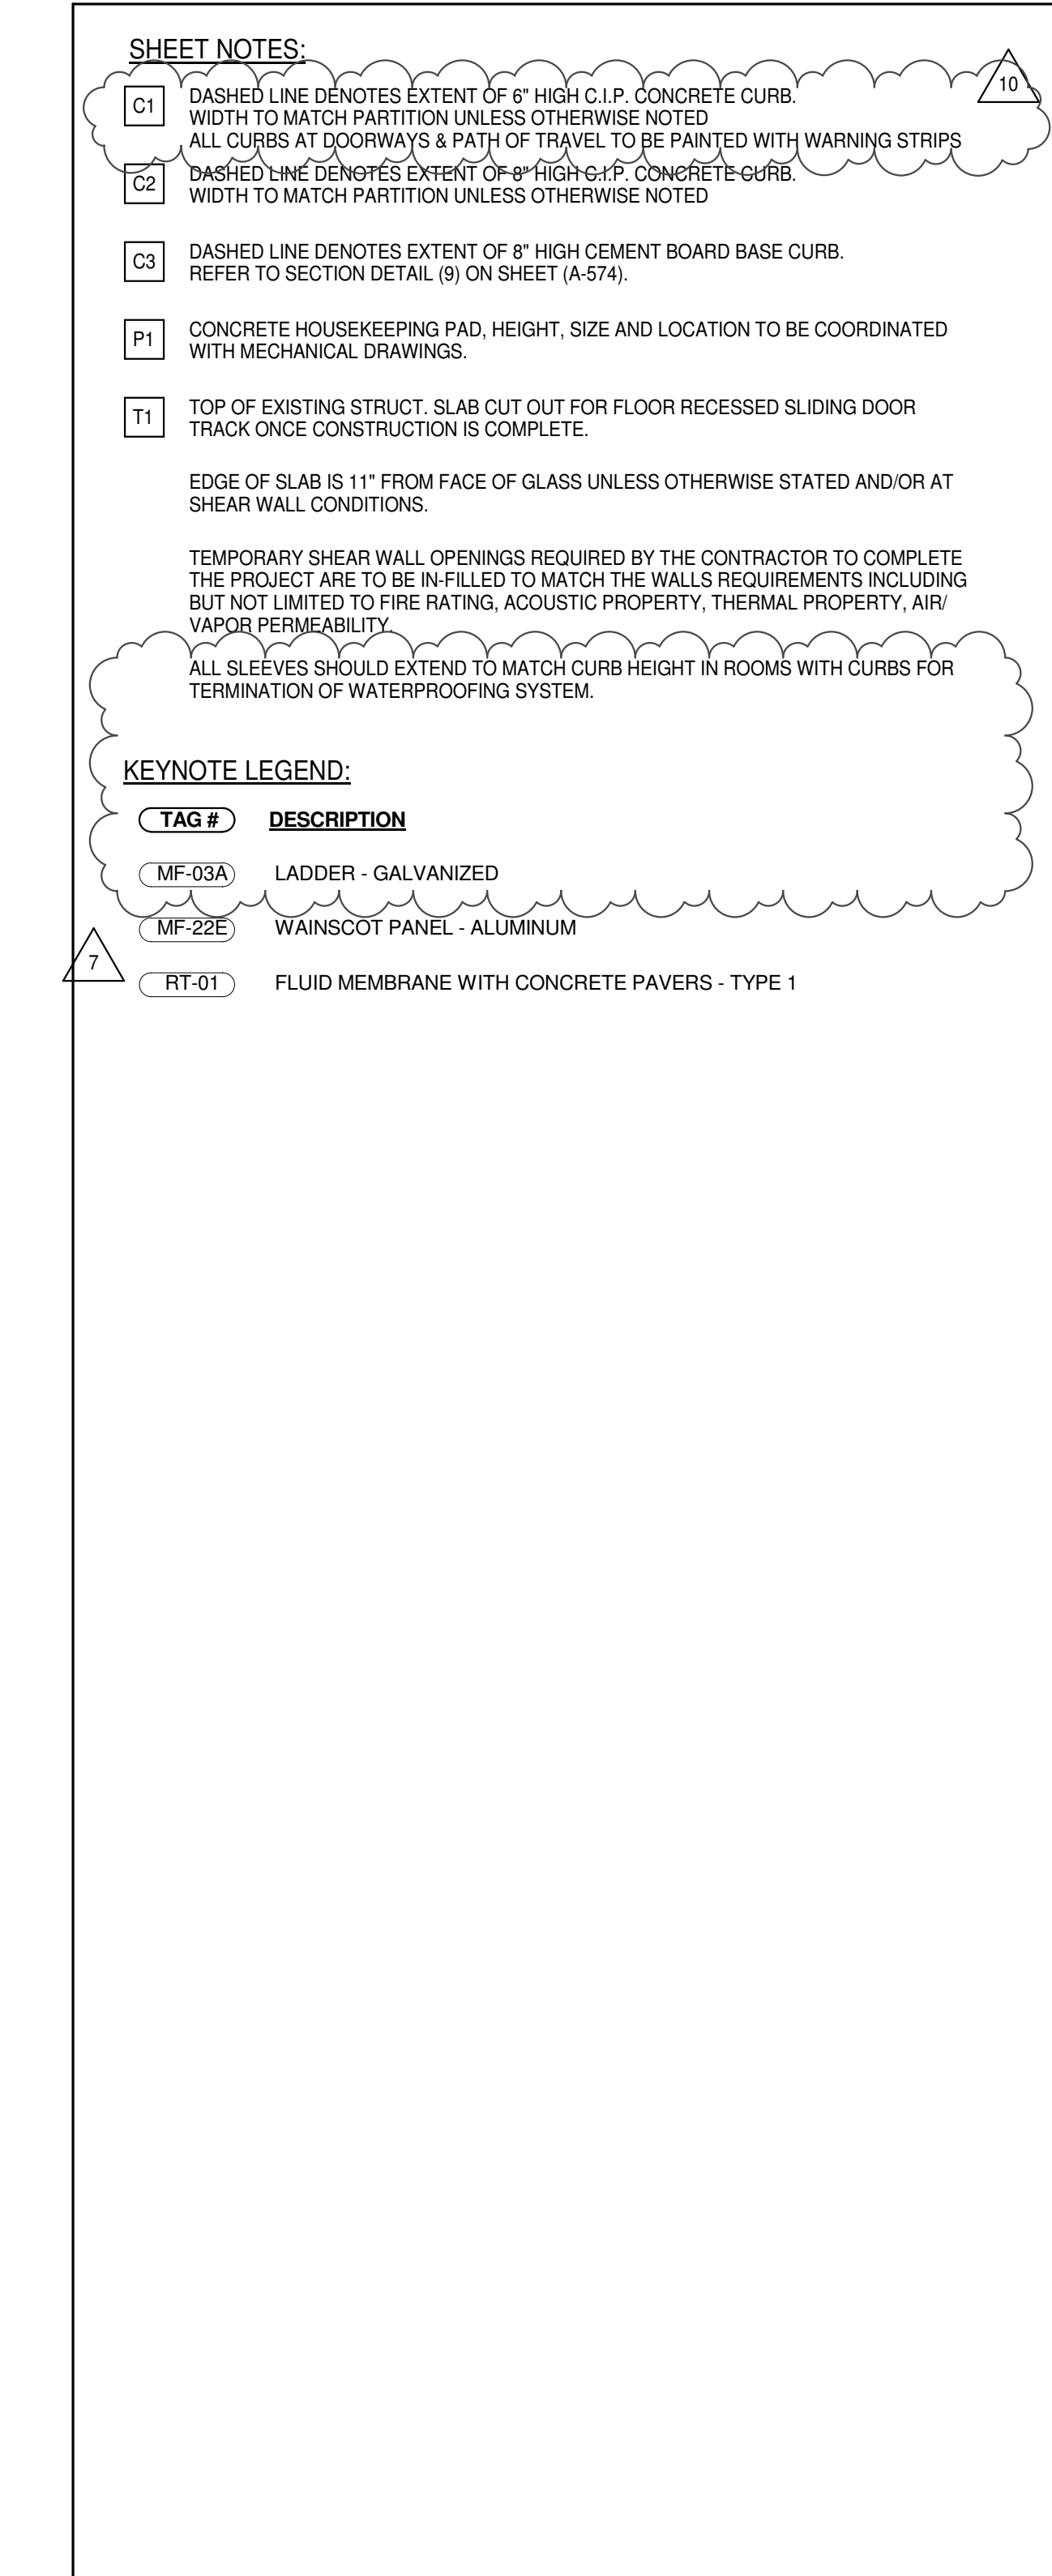 SHEET NOTES:
10
C1 DASHED LINE DENOTES EXTENT OF 6" HIGH C.I.P. CONCRETE CURB.
WIDTH TO MATCH PARTITION UNLESS OTHERWISE NOTED
ALL CURBS AT DOORWAYS & PATH OF TRAVEL TO BE PAINTED WITH WARNING STRIPS
C2 DASHED LINE DENOTES EXTENT OF 8" HIGH C.I.P. CONCRETE CURB.
WIDTH TO MATCH PARTITION UNLESS OTHERWISE NOTED
C3 DASHED LINE DENOTES EXTENT OF 8" HIGH CEMENT BOARD BASE CURB.
REFER TO SECTION DETAIL (9) ON SHEET (A-574).
P1 CONCRETE HOUSEKEEPING PAD, HEIGHT, SIZE AND LOCATION TO BE COORDINATED
WITH MECHANICAL DRAWINGS.
T1 TOP OF EXISTING STRUCT. SLAB CUT OUT FOR FLOOR RECESSED SLIDING DOOR
TRACK ONCE CONSTRUCTION IS COMPLETE.
EDGE OF SLAB IS 11" FROM FACE OF GLASS UNLESS OTHERWISE STATED AND/OR AT
SHEAR WALL CONDITIONS.
TEMPORARY SHEAR WALL OPENINGS REQUIRED BY THE CONTRACTOR TO COMPLETE
THE PROJECT ARE TO BE IN-FILLED TO MATCH THE WALLS REQUIREMENTS INCLUDING
BUT NOT LIMITED TO FIRE RATING, ACOUSTIC PROPERTY, THERMAL PROPERTY, AIR/
VAPOR PERMEABILITY.
ALL SLEEVES SHOULD EXTEND TO MATCH CURB HEIGHT IN ROOMS WITH CURBS FOR
TERMINATION OF WATERPROOFING SYSTEM.
KEYNOTE LEGEND:
TAG # DESCRIPTION
MF-03A LADDER - GALVANIZED
MF-22E WAINSCOT PANEL - ALUMINUM
7
RT-01 FLUID MEMBRANE WITH CONCRETE PAVERS - TYPE 1